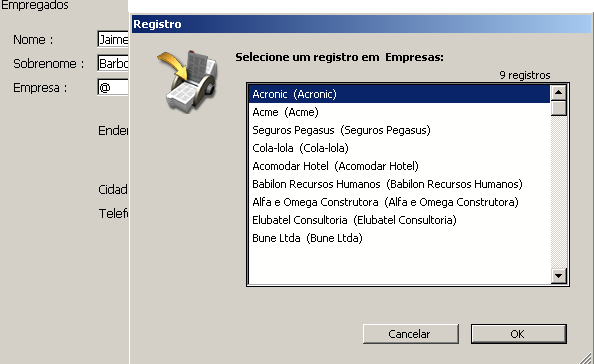 Empregados
Nome :
Jaime
Sobrenome :
Barbo
Empresa :
@
Ender
Cidad
Telef
Registro
Selecione um registro em Empresas:
9 registros
Acronic (Acronic)
Acme (Acme)
Seguros Pegasus (Seguros Pegasus)
Cola-lola (Cola-lola)
Acomodar Hotel (Acomodar Hotel)
Babilon Recursos Humanos (Babilon Recursos Humanos)
Alfa e Omega Construtora (Alfa e Omega Construtora)
Elubatel Consultoria (Elubatel Consultoria)
Bune Ltda (Bune Ltda)
Cancelar
OK